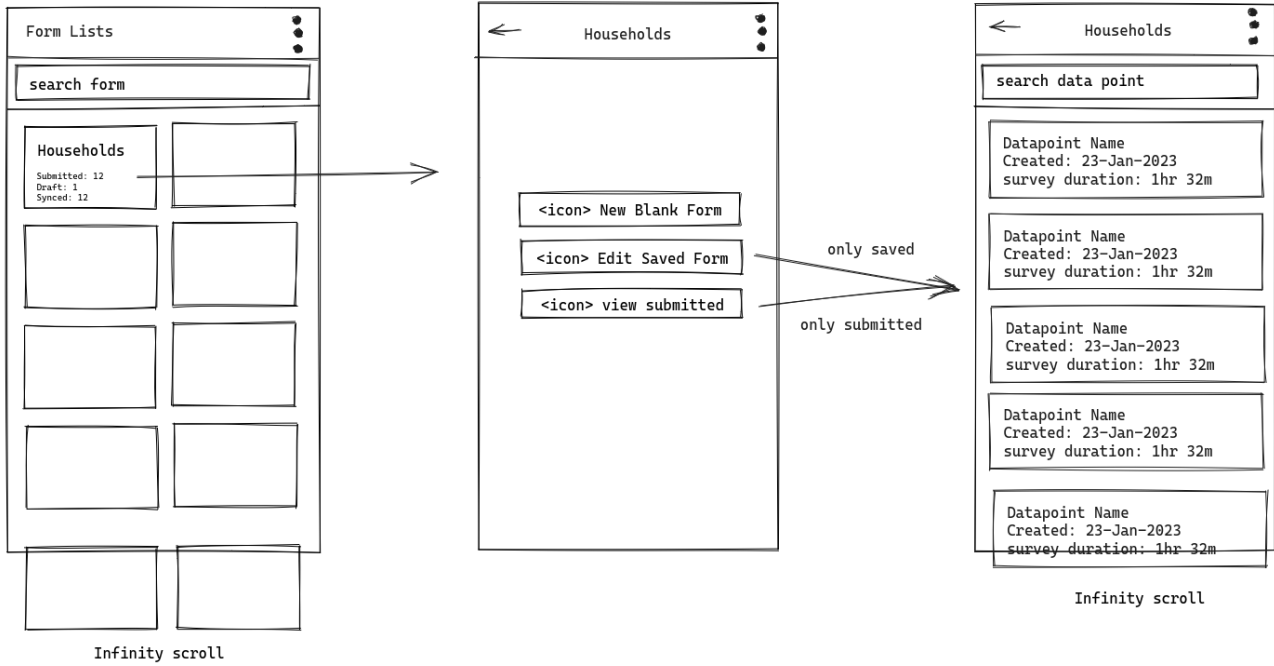 Form Lists
search form
Households
Submitted: 12
Draft: 1
Synced: 12
Infinity scroll
Households
<icon> New Blank Form
<icon> Edit Saved Form
<icon> view submitted
only saved
only submitted
Households
search data point
Datapoint Name
Created: 23-Jan-2023
survey duration: 1hr 32m
Datapoint Name
Created: 23-Jan-2023
survey duration: 1hr 32m
Datapoint Name
Created: 23-Jan-2023
survey duration: 1hr 32m
Datapoint Name
Created: 23-Jan-2023
survey duration: 1hr 32m
Datapoint Name
Created: 23-Jan-2023
survey duration: 1hr 32m
Infinity scroll